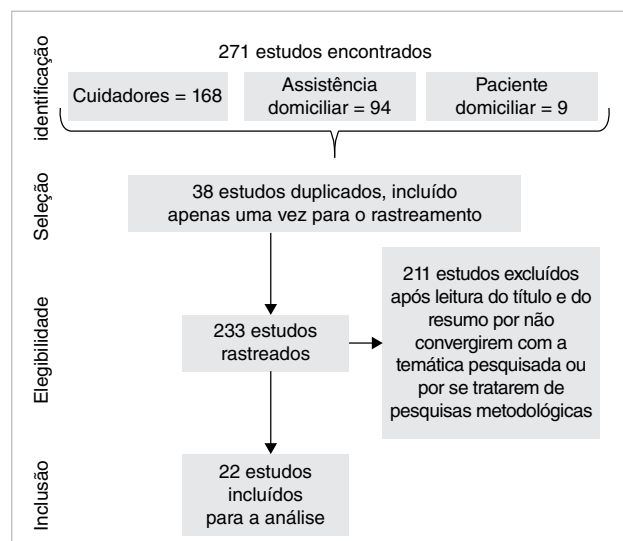 identificação
271 estudos encontrados
Cuidadores = 168
Assistência
domiciliar = 94
Paciente
domiciliar = 9
Seleção
38 estudos duplicados, incluído
apenas uma vez para o rastreamento
Elegibilidade
233 estudos
rastreados
211 estudos excluídos
após leitura do título e do
resumo por não
convergirem com a
temática pesquisada ou
por se tratarem de
pesquisas metodológicas
Inclusão
22 estudos
incluídos
para a análise